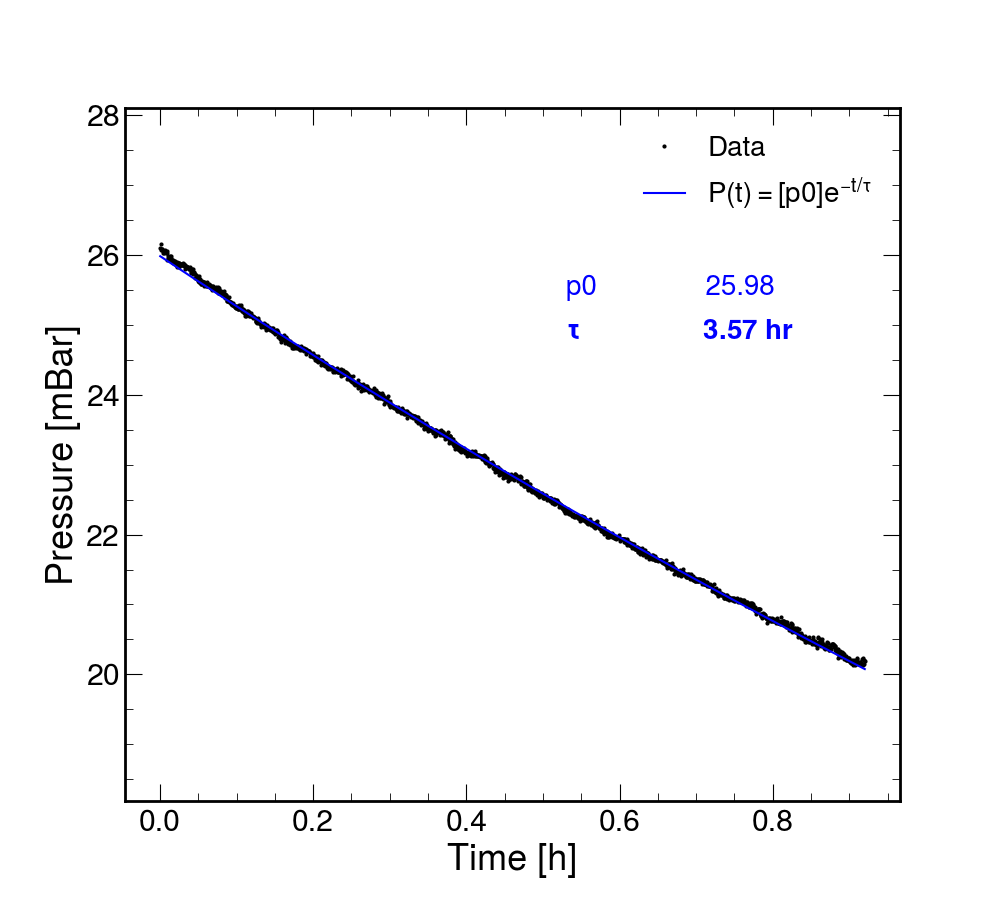 28
26
24
22
20
Pressure [mBar]
Data
P(t) = [p0]e^{−t/τ}
p0 25.98
τ 3.57 hr
0.0 0.2 0.4 0.6 0.8
Time [h]